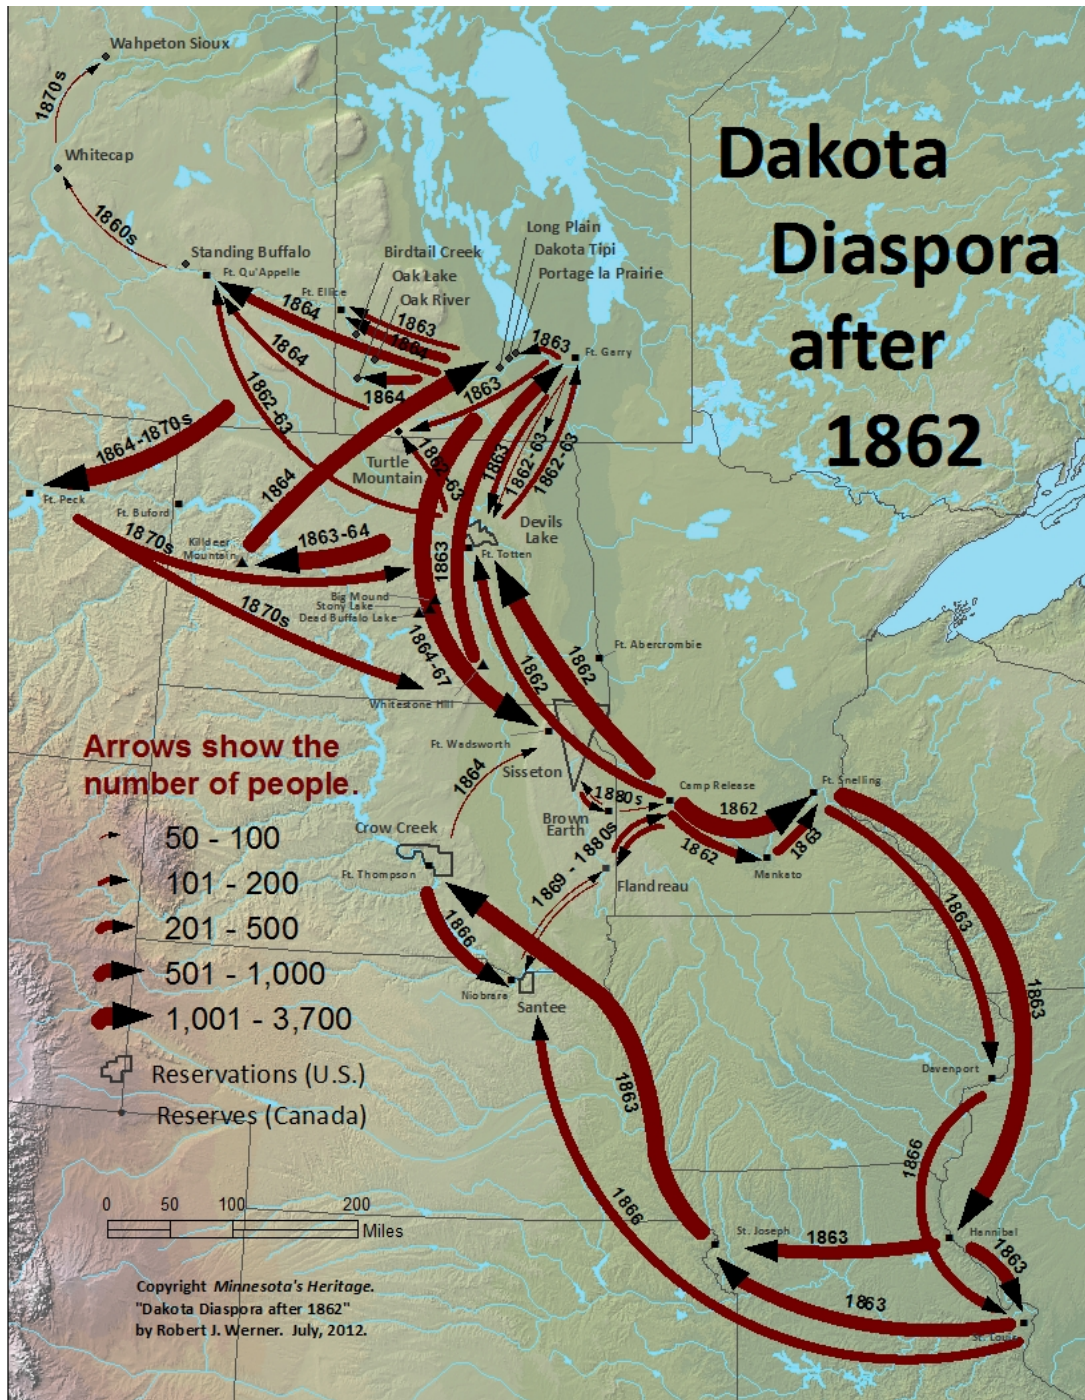 Dakota
Diaspora
after
1862
Wahpeton Sioux
1870s
Whitecap
1860s
Standing Buffalo
Ft. Qu'Appelle
Birdtail Creek
Oak Lake
Oak River
Ft. Ellice
Long Plain
Dakota Tipi
Portage la Prairie
Ft. Garry
1864
1863
1864
1864
1863
1864
1863
1862-63
1864-1870s
Turtle
Mountain
1862-63
1863
1862-63
1862-63
1864
Ft. Peck
Ft. Buford
Killdeer
Mountain
1863-64
1870s
1870s
Devils
Lake
Ft. Totten
1863
Big Mound
Stony Lake
Dead Buffalo Lake
1864-67
Whitestone Hill
1862
1862
Ft. Abercrombie
Ft. Wadsworth
Sisseton
1864
Arrows show the
number of people.
50 - 100
101 - 200
201 - 500
501 - 1,000
1,001 - 3,700
Reservations (U.S.)
Reserves (Canada)
Crow Creek
Ft. Thompson
1866
Niobrara
Santee
1880s
Brown
Earth
1869 - 1880s
Flandreau
Camp Release
1862
1862
Mankato
1863
Ft. Snelling
1863
1863
Davenport
1866
1863
1866
St. Joseph
1863
Hannibal
1863
1863
St. Louis
0 50 100 200
Miles
Copyright Minnesota's Heritage.
"Dakota Diaspora after 1862"
by Robert J. Werner. July, 2012.